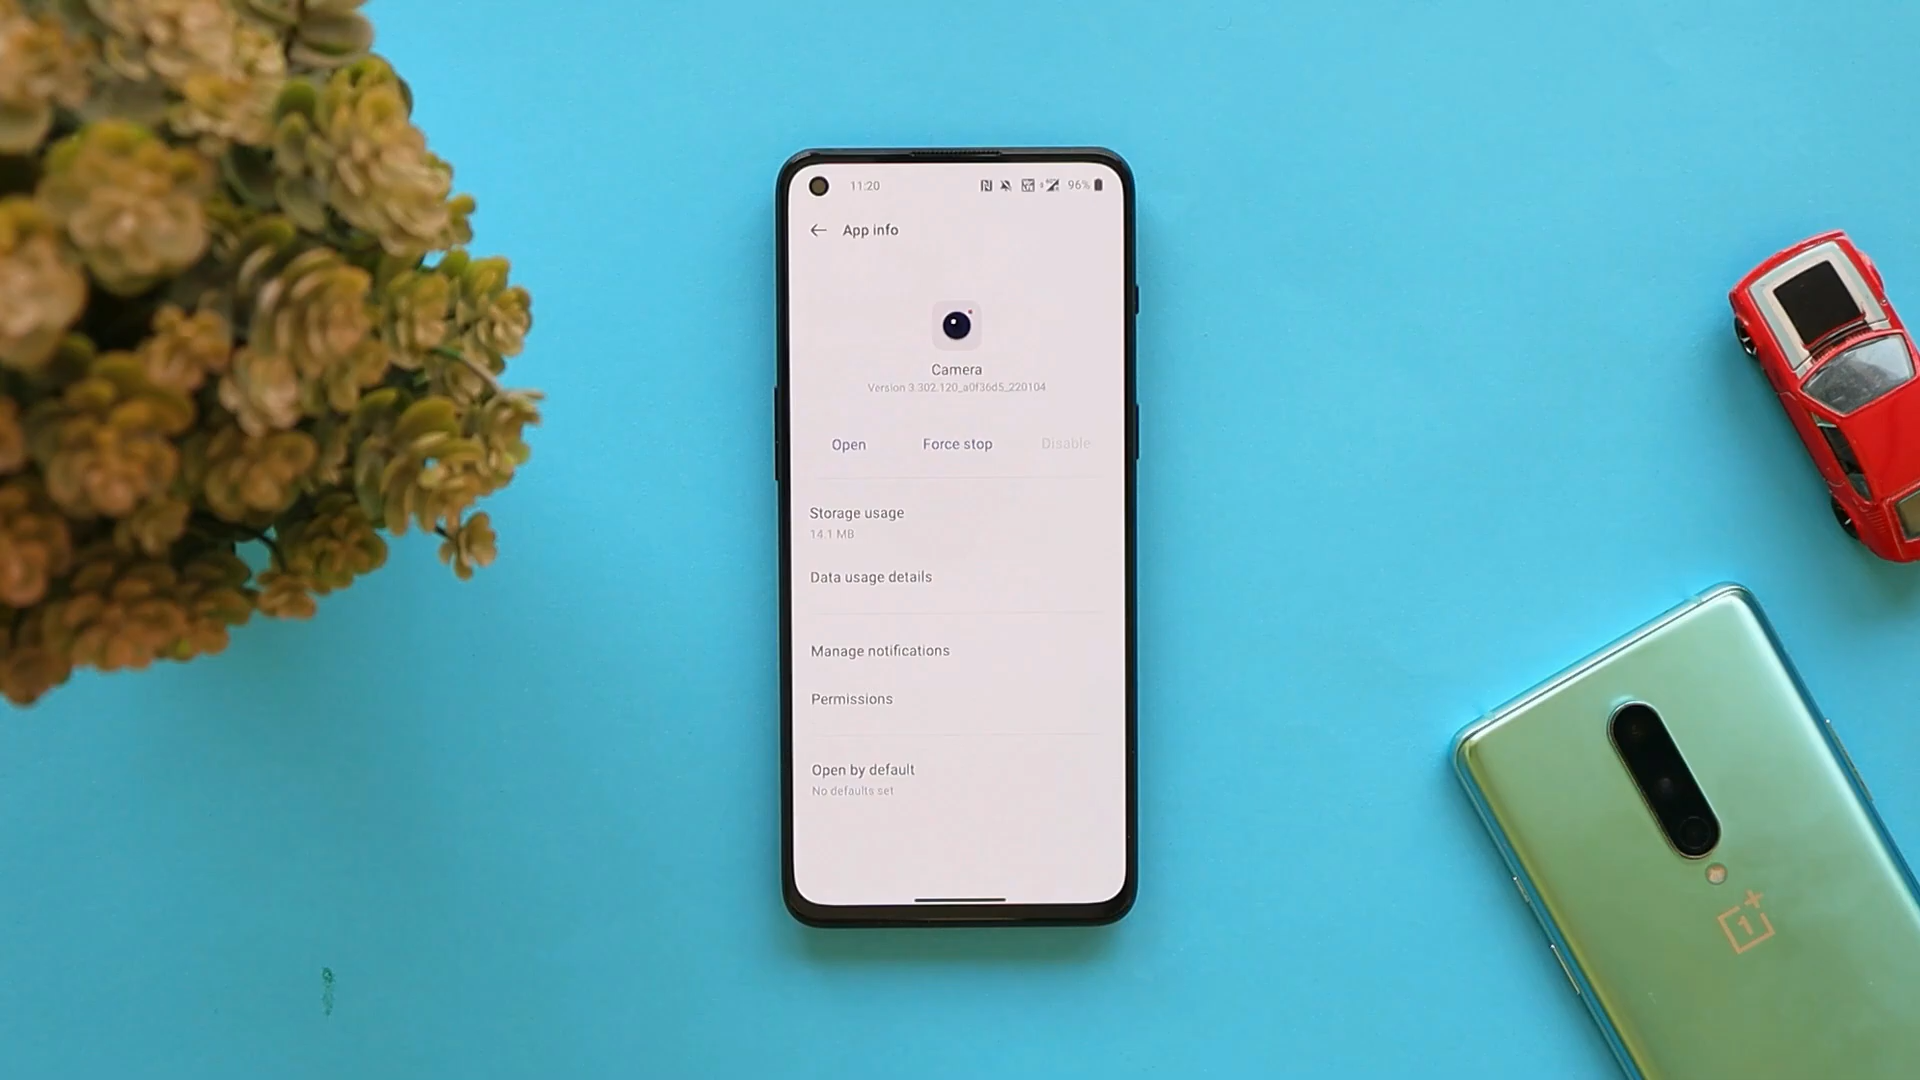 11:20
96%
App info
Camera
Version 3.302.120_a0f36d5_220104
Open
Force stop
Disable
Storage usage
14.1 MB
Data usage details
Manage notifications
Permissions
Open by default
No defaults set
1+